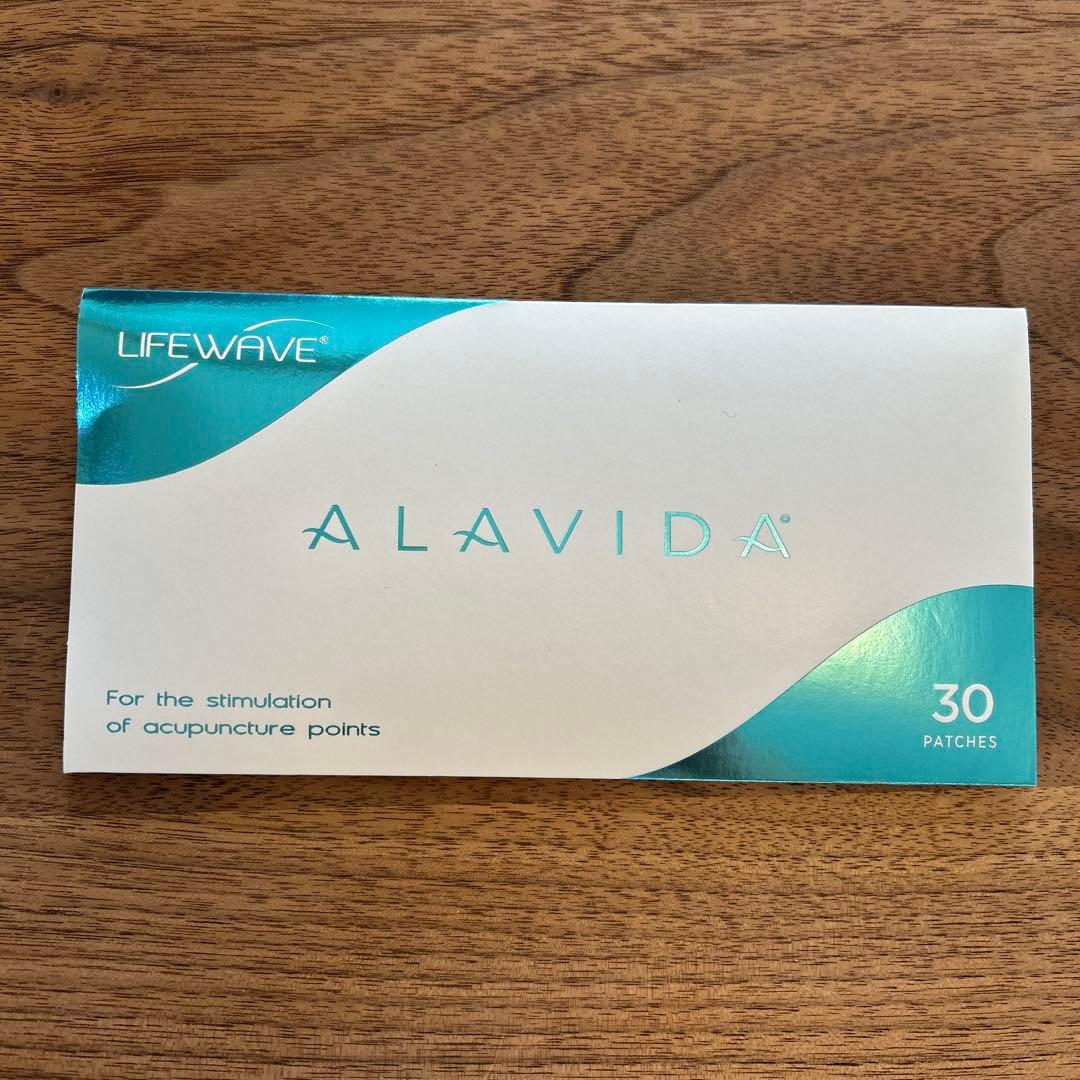 LIFEWAVE®
ALAVIDA®
For the stimulation
of acupuncture points
30
PATCHES